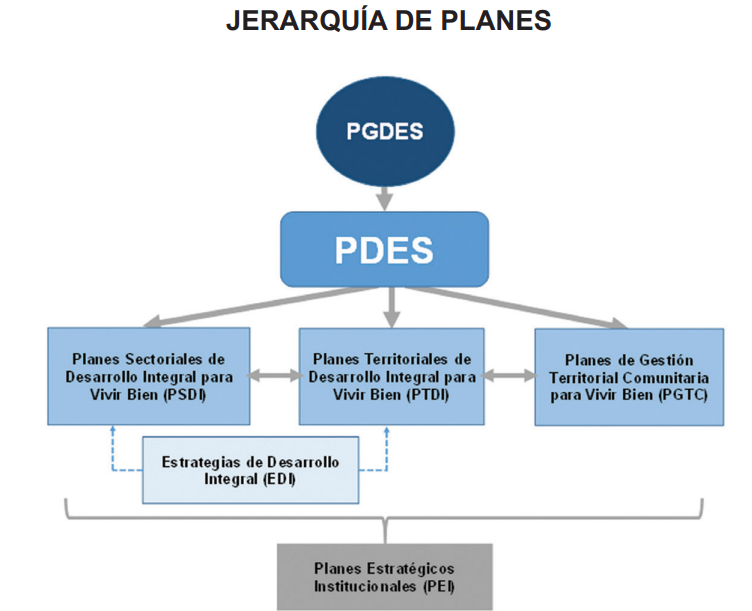 JERARQUÍA DE PLANES
PGDES
PDES
Planes Sectoriales de
Desarrollo Integral para
Vivir Bien (PSDI)
Planes Territoriales de
Desarrollo Integral para
Vivir Bien (PTDI)
Planes de Gestión
Territorial Comunitaria
para Vivir Bien (PGTC)
Estrategias de Desarrollo
Integral (EDI)
Planes Estratégicos
Institucionales (PEI)